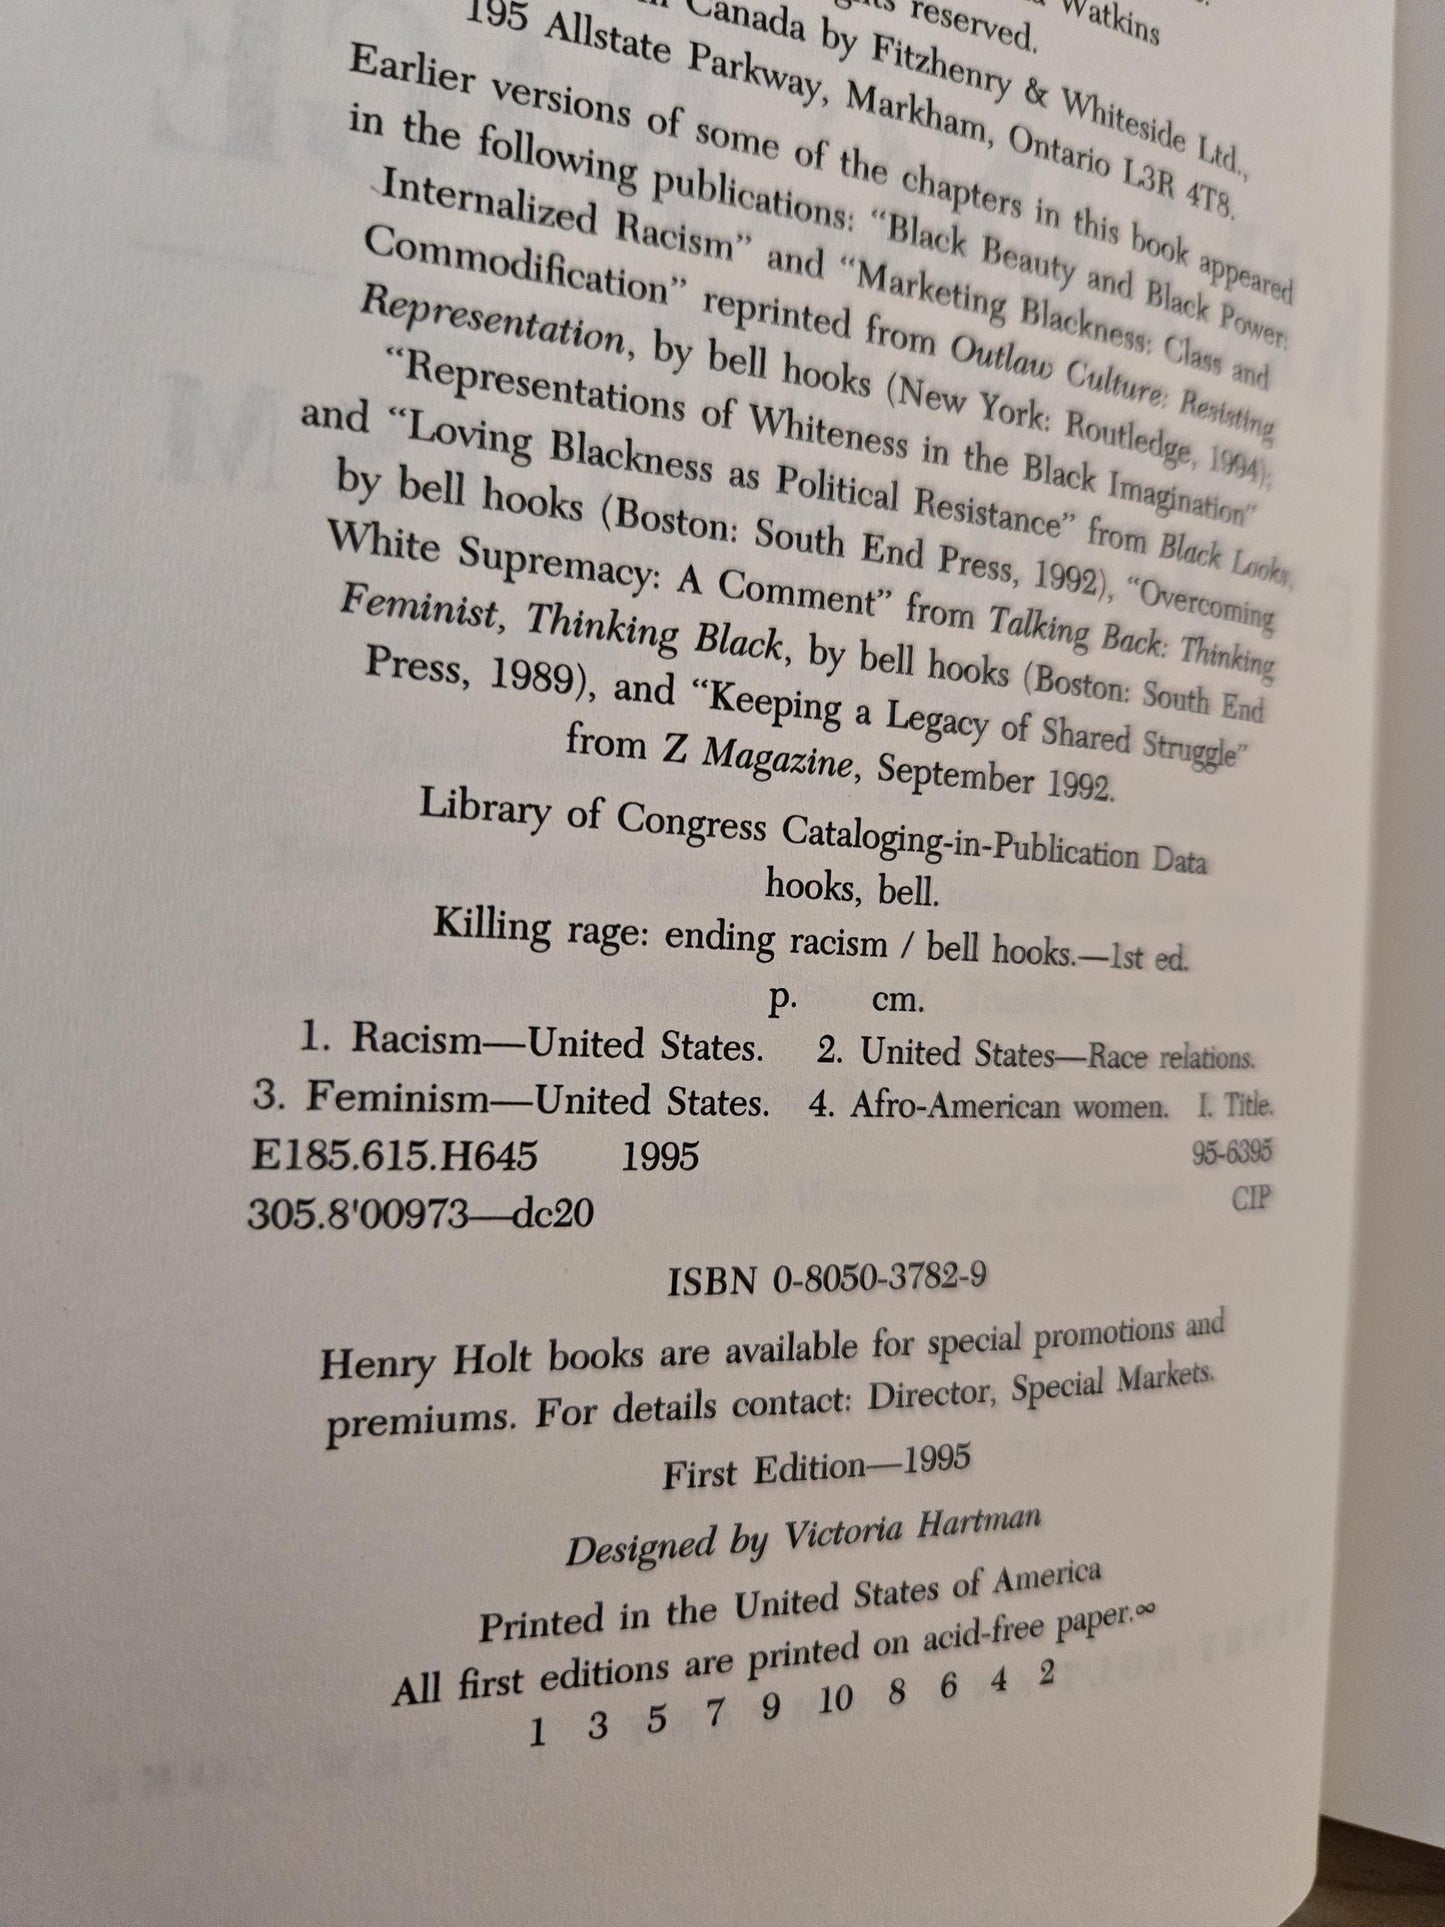 Watkins
reserved.
Canada by Fitzhenry & Whiteside Ltd.,
195 Allstate Parkway, Markham, Ontario L3R 4T8.
Earlier versions of some of the chapters in this book appeared
in the following publications: “Black Beauty and Black Power:
Internalized Racism” and “Marketing Blackness: Class and
Commodification” reprinted from Outlaw Culture: Resisting
Representation, by bell hooks (New York: Routledge, 1994);
“Representations of Whiteness in the Black Imagination”
and “Loving Blackness as Political Resistance” from Black Looks,
by bell hooks (Boston: South End Press, 1992), “Overcoming
White Supremacy: A Comment” from Talking Back: Thinking
Feminist, Thinking Black, by bell hooks (Boston: South End
Press, 1989), and “Keeping a Legacy of Shared Struggle”
from Z Magazine, September 1992.
Library of Congress Cataloging-in-Publication Data
hooks, bell.
Killing rage: ending racism / bell hooks.—1st ed.
p. cm.
1. Racism—United States. 2. United States—Race relations.
3. Feminism—United States. 4. Afro-American women. I. Title.
E185.615.H645 1995 95-6395
305.8'00973—dc20 CIP
ISBN 0-8050-3782-9
Henry Holt books are available for special promotions and
premiums. For details contact: Director, Special Markets.
First Edition—1995
Designed by Victoria Hartman
Printed in the United States of America
All first editions are printed on acid-free paper.∞
1 3 5 7 9 10 8 6 4 2